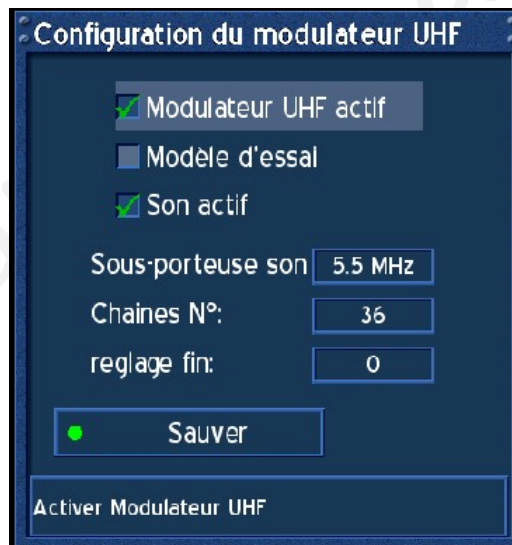 Configuration du modulateur UHF
Modulateur UHF actif
Modèle d'essai
Son actif
Sous-porteuse son 5.5 MHz
Chaines N°: 36
reglage fin: 0
Sauver
Activer Modulateur UHF